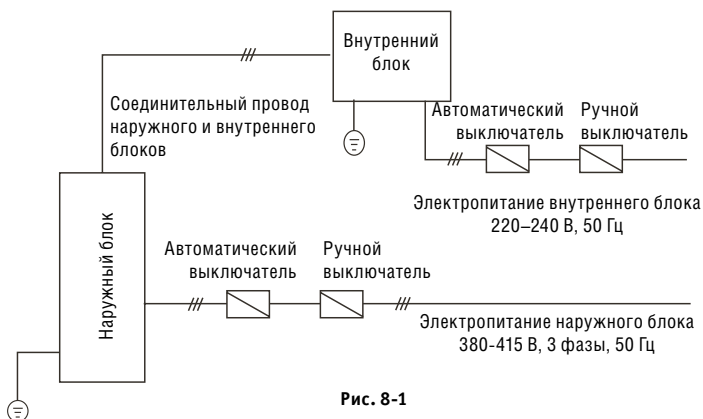 Внутренний
блок
Соединительный провод
наружного и внутреннего
блоков
Автоматический
выключатель
Ручной
выключатель
Электропитание внутреннего блока
220–240 В, 50 Гц
Наружный блок
Автоматический
выключатель
Ручной
выключатель
Электропитание наружного блока
380-415 В, 3 фазы, 50 Гц
Рис. 8-1